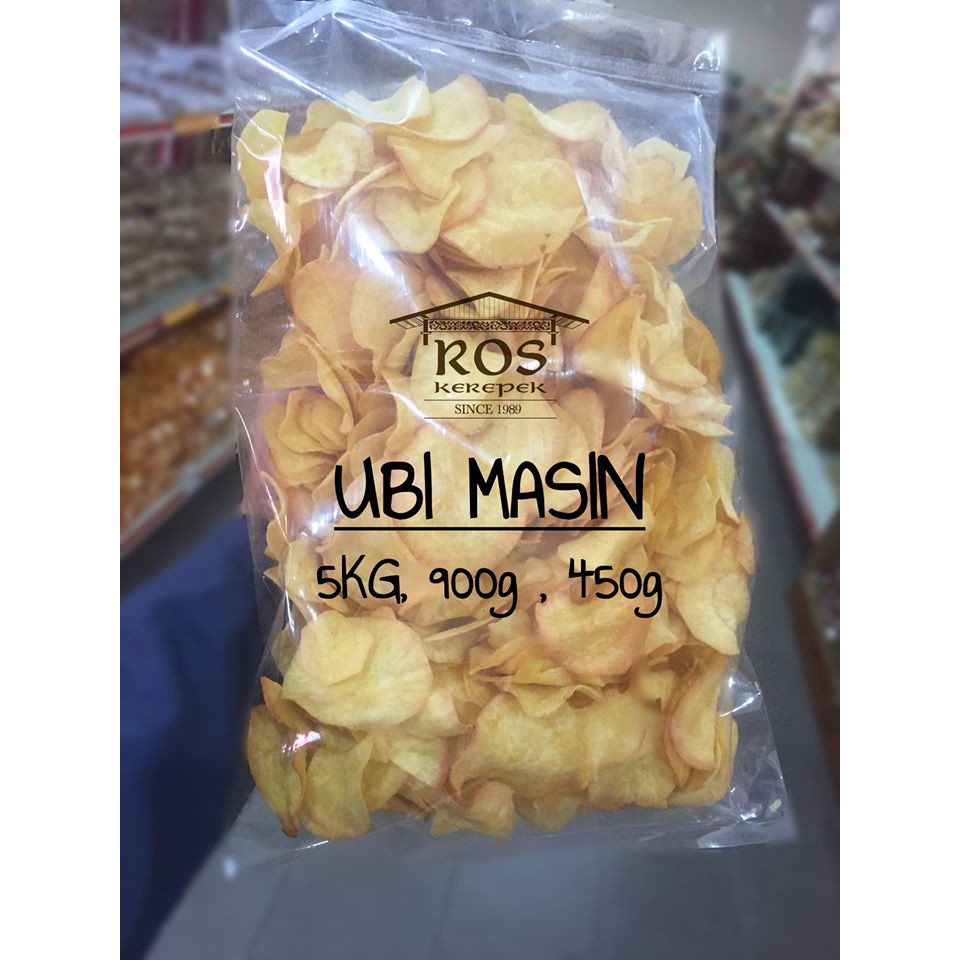 ROS
KEREPEK
SINCE 1989
UBI MASIN
5KG, 900g , 450g